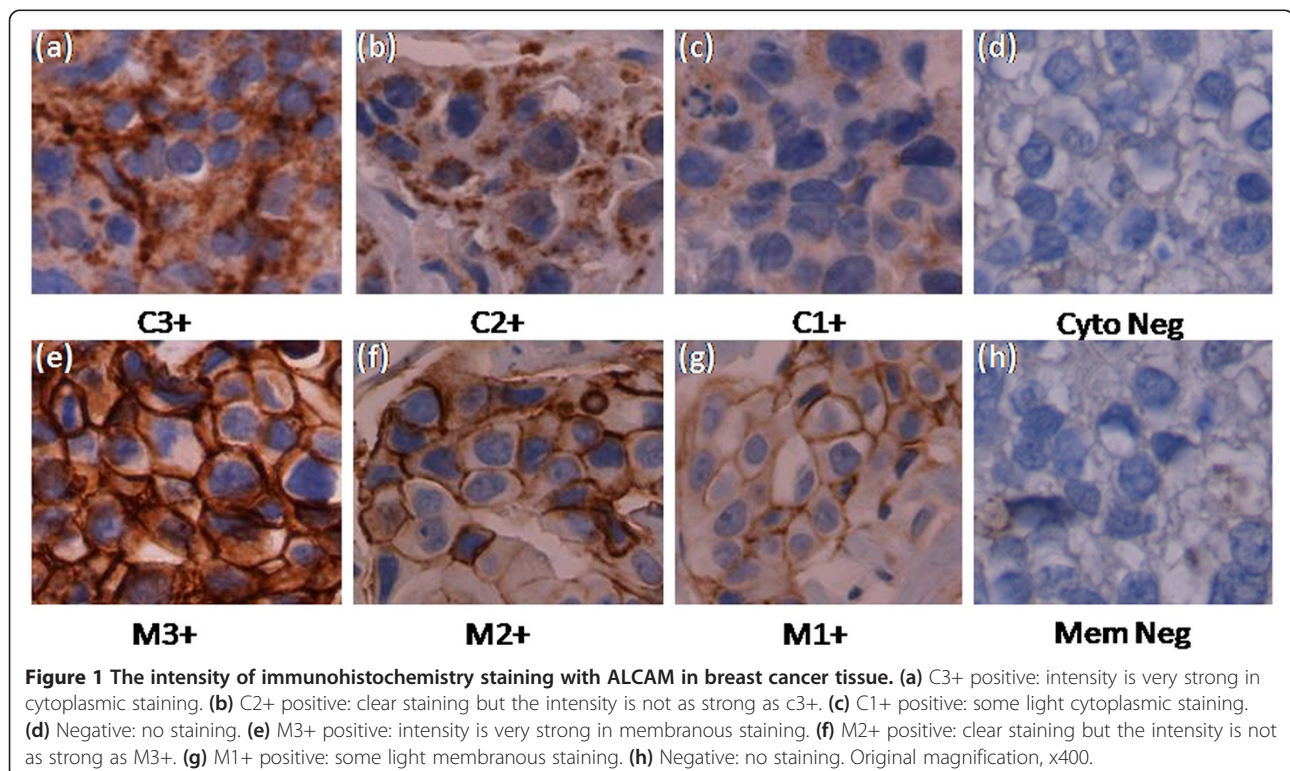 (a) (b) (c) (d)
C3+ C2+ C1+ Cyto Neg
(e) (f) (g) (h)
M3+ M2+ M1+ Mem Neg
Figure 1 The intensity of immunohistochemistry staining with ALCAM in breast cancer tissue. (a) C3+ positive: intensity is very strong in
cytoplasmic staining. (b) C2+ positive: clear staining but the intensity is not as strong as c3+. (c) C1+ positive: some light cytoplasmic staining.
(d) Negative: no staining. (e) M3+ positive: intensity is very strong in membranous staining. (f) M2+ positive: clear staining but the intensity is not
as strong as M3+. (g) M1+ positive: some light membranous staining. (h) Negative: no staining. Original magnification, x400.